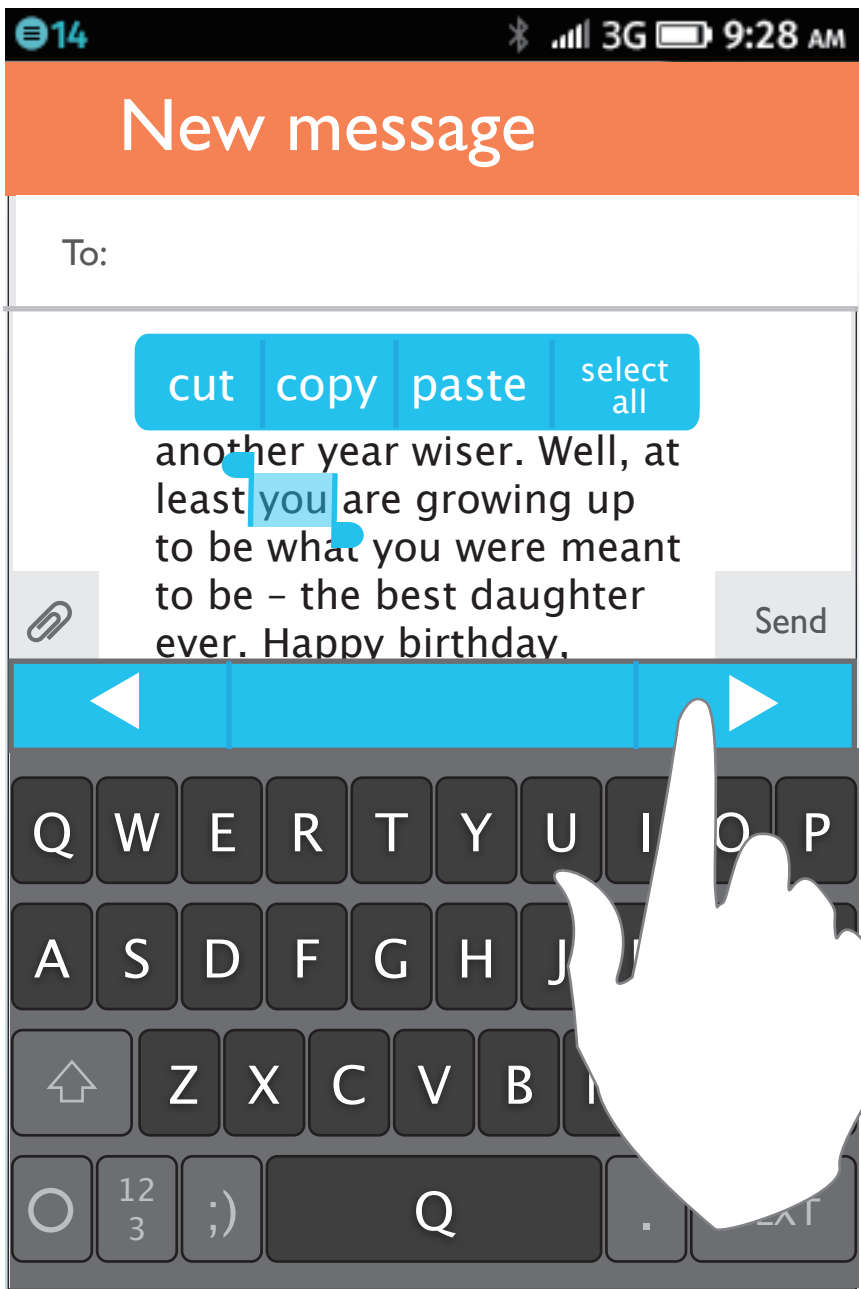 14 3G 9:28 AM
New message
To:
cut copy paste select all
another year wiser. Well, at
least you are growing up
to be what you were meant
to be – the best daughter
ever. Happy birthday,
Send
Q W E R T Y U I O P
A S D F G H J
Z X C V B
123 ;) Q .